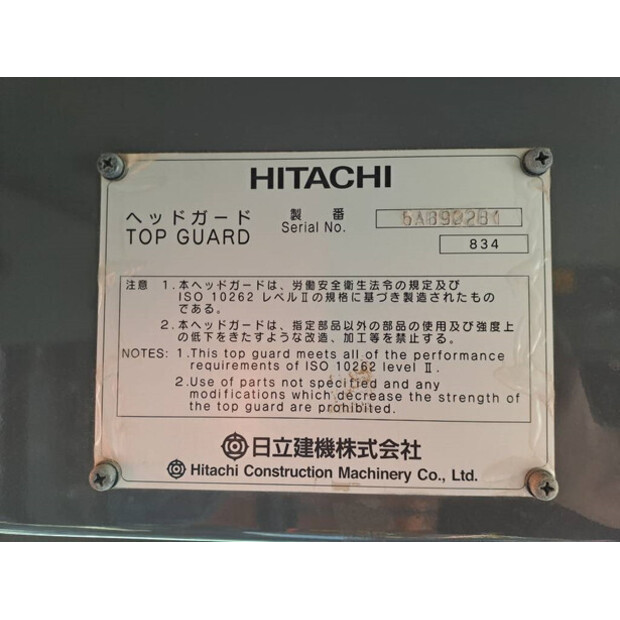 HITACHI
ヘッドガード 製番
TOP GUARD Serial No.
834
注意 1.本ヘッドガードは、労働安全衛生法令の規定及び
ISO 10262 レベルⅡの規格に基づき製造されたもの
である。
2.本ヘッドガードは、指定部品以外の部品の使用及び強度上
の低下をきたすような改造、加工等を禁止する。
NOTES: 1.This top guard meets all of the performance
requirements of ISO 10262 level Ⅱ.
2.Use of parts not specified and any
modifications which decrease the strength of
the top guard are prohibited.
日立建機株式会社
Hitachi Construction Machinery Co., Ltd.